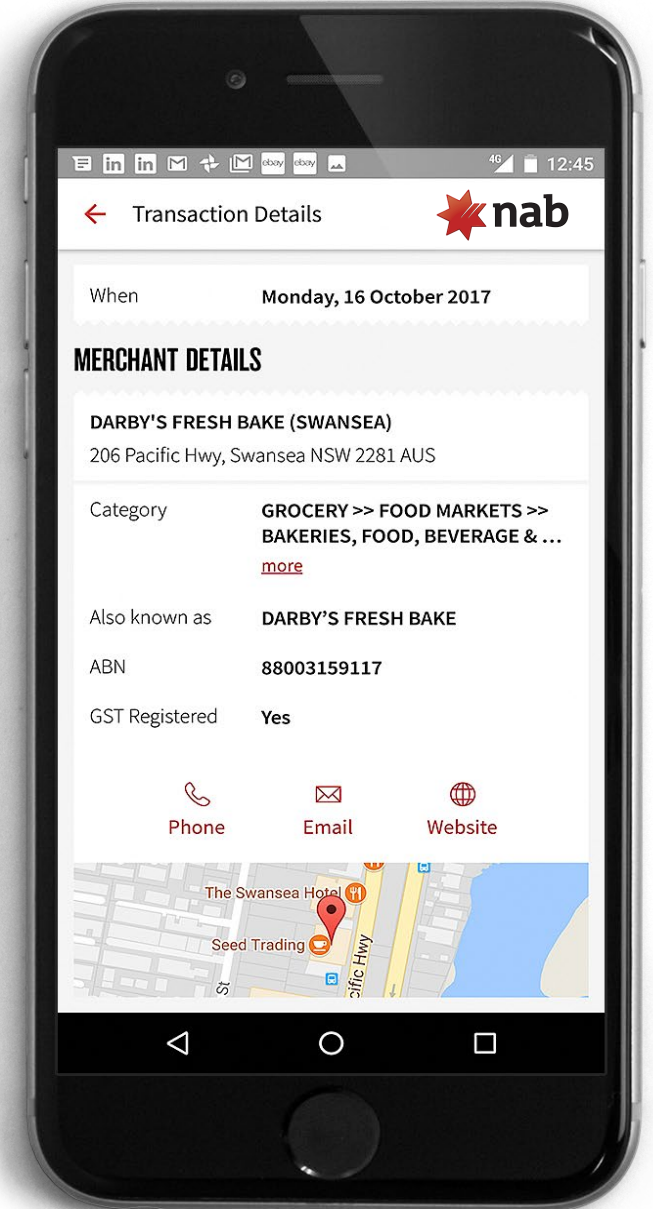 ebay ebay 4G 12:45
Transaction Details nab
When Monday, 16 October 2017
MERCHANT DETAILS
DARBY'S FRESH BAKE (SWANSEA)
206 Pacific Hwy, Swansea NSW 2281 AUS
Category GROCERY >> FOOD MARKETS >>
BAKERIES, FOOD, BEVERAGE & ...
more
Also known as DARBY’S FRESH BAKE
ABN 88003159117
GST Registered Yes
Phone Email Website
The Swansea Hotel
Seed Trading
cific Hwy
St